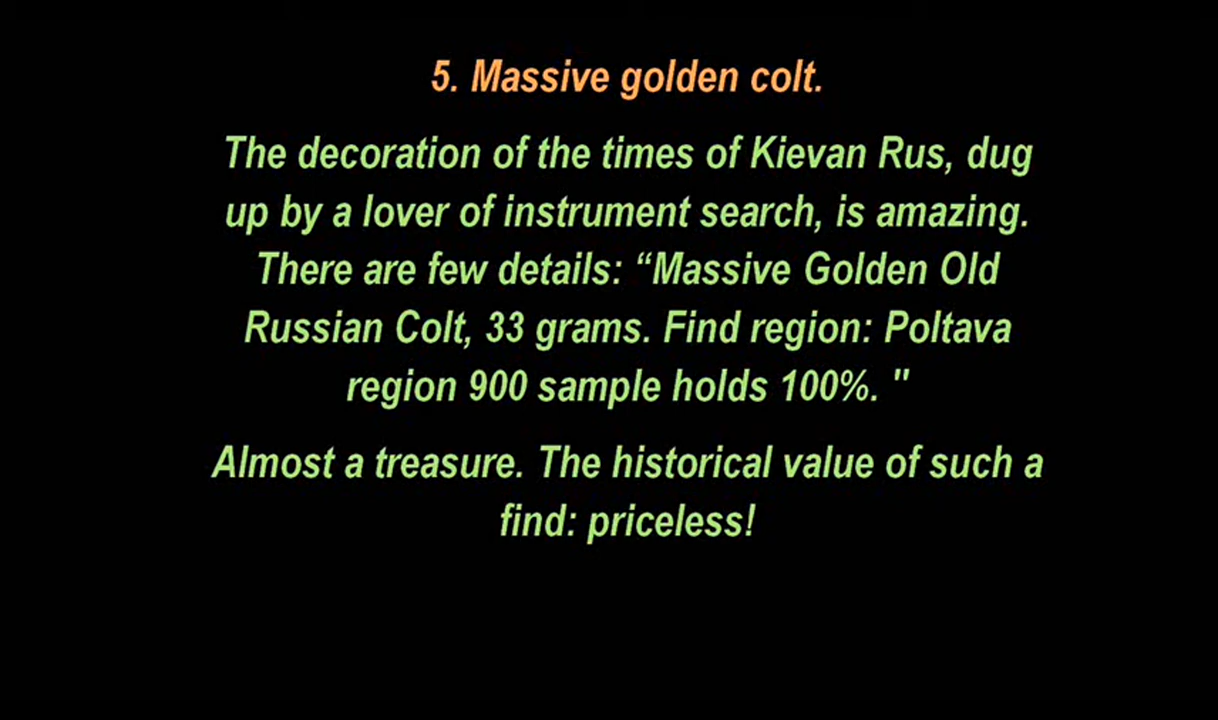 5. Massive golden colt.
The decoration of the times of Kievan Rus, dug
up by a lover of instrument search, is amazing.
There are few details: “Massive Golden Old
Russian Colt, 33 grams. Find region: Poltava
region 900 sample holds 100%. "
Almost a treasure. The historical value of such a
find: priceless!